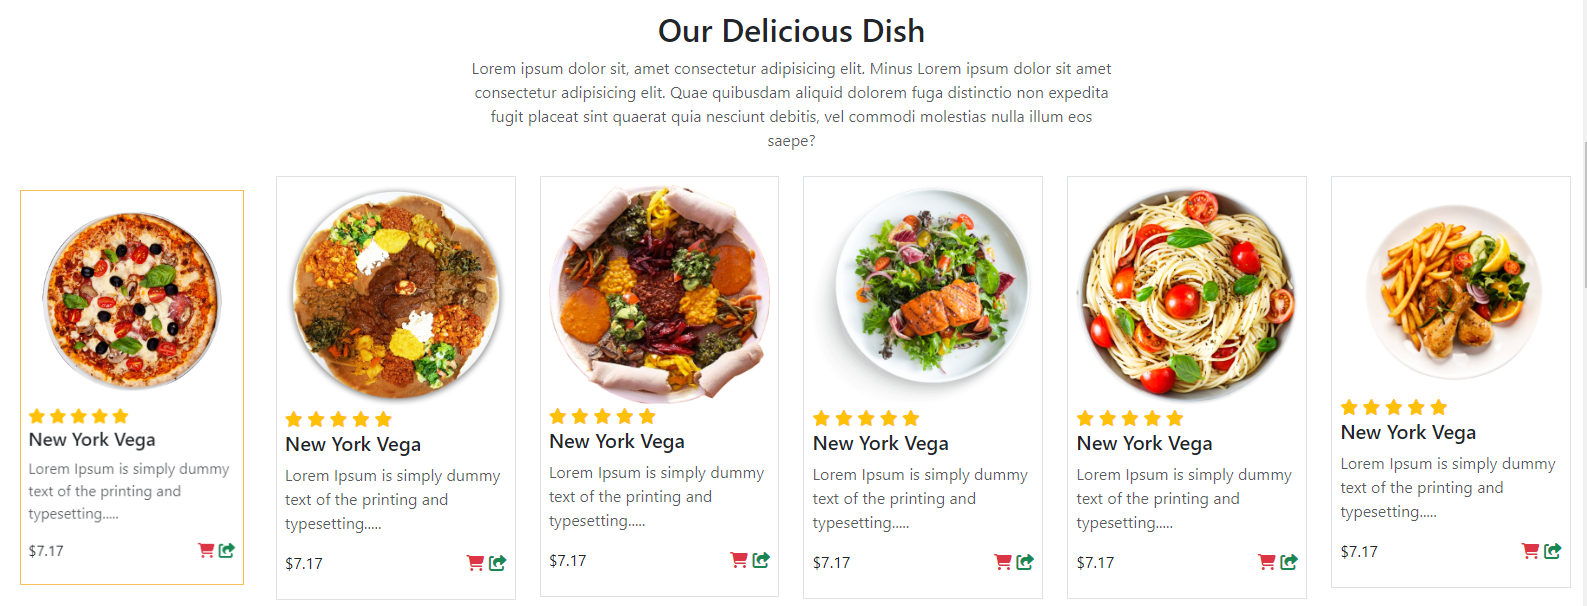 Our Delicious Dish
Lorem ipsum dolor sit, amet consectetur adipisicing elit. Minus Lorem ipsum dolor sit amet
consectetur adipisicing elit. Quae quibusdam aliquid dolorem fuga distinctio non expedita
fugit placeat sint quaerat quia nesciunt debitis, vel commodi molestias nulla illum eos
saepe?
New York Vega
Lorem Ipsum is simply dummy
text of the printing and
typesetting.....
$7.17
New York Vega
Lorem Ipsum is simply dummy
text of the printing and
typesetting.....
$7.17
New York Vega
Lorem Ipsum is simply dummy
text of the printing and
typesetting.....
$7.17
New York Vega
Lorem Ipsum is simply dummy
text of the printing and
typesetting.....
$7.17
New York Vega
Lorem Ipsum is simply dummy
text of the printing and
typesetting.....
$7.17
New York Vega
Lorem Ipsum is simply dummy
text of the printing and
typesetting.....
$7.17